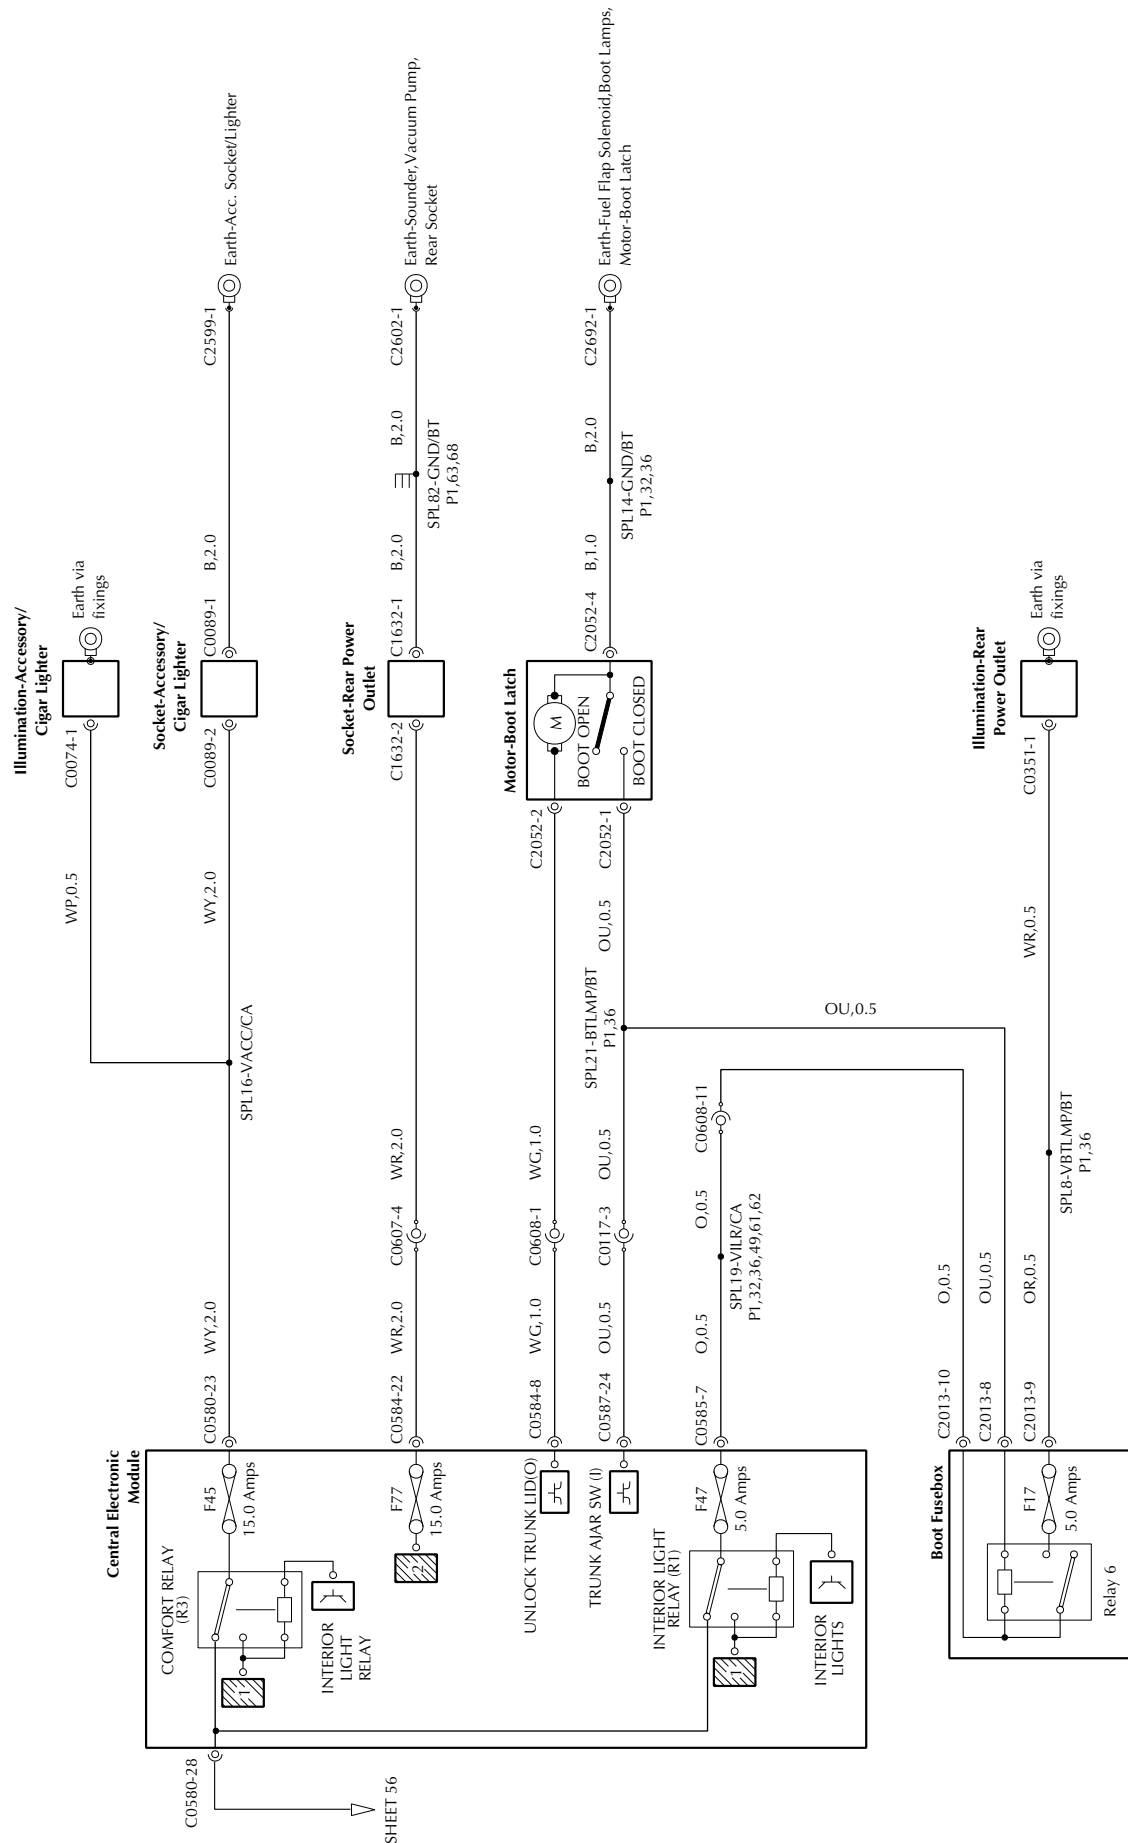 Illumination-Accessory/
Cigar Lighter
C0074-1
WP,0.5
Earth via
fixings
Socket-Accessory/
Cigar Lighter
C0580-23
WY,2.0
SPL16-VACC/CA
WY,2.0
C0089-2
C0089-1
B,2.0
C2599-1
Earth-Acc. Socket/Lighter
Socket-Rear Power
Outlet
C0584-22
WR,2.0
C0607-4
WR,2.0
C1632-2
C1632-1
B,2.0
SPL82-GND/BT
P1,63,68
B,2.0
C2602-1
Earth-Sounder,Vacuum Pump,
Rear Socket
Motor-Boot Latch
M
BOOT OPEN
BOOT CLOSED
C0584-8
WG,1.0
C0608-1
WG,1.0
C2052-2
C2052-4
B,1.0
SPL14-GND/BT
P1,32,36
B,2.0
C2692-1
Earth-Fuel Flap Solenoid,Boot Lamps,
Motor-Boot Latch
C0587-24
OU,0.5
C0117-3
OU,0.5
SPL21-BTLMP/BT
P1,36
OU,0.5
C2052-1
OU,0.5
C0585-7
O,0.5
SPL19-VILR/CA
P1,32,36,49,61,62
O,0.5
C0608-11
Central Electronic
Module
C0580-28
SHEET 56
COMFORT RELAY
(R3)
1
INTERIOR
LIGHT
RELAY
F45
15.0 Amps
2
F77
15.0 Amps
UNLOCK TRUNK LID(O)
TRUNK AJAR SW (I)
INTERIOR LIGHT
RELAY (R1)
1
INTERIOR
LIGHTS
F47
5.0 Amps
Boot Fusebox
Relay 6
F17
5.0 Amps
C2013-10
O,0.5
C2013-8
OU,0.5
C2013-9
OR,0.5
SPL8-VBTLMP/BT
P1,36
WR,0.5
C0351-1
Illumination-Rear
Power Outlet
Earth via
fixings